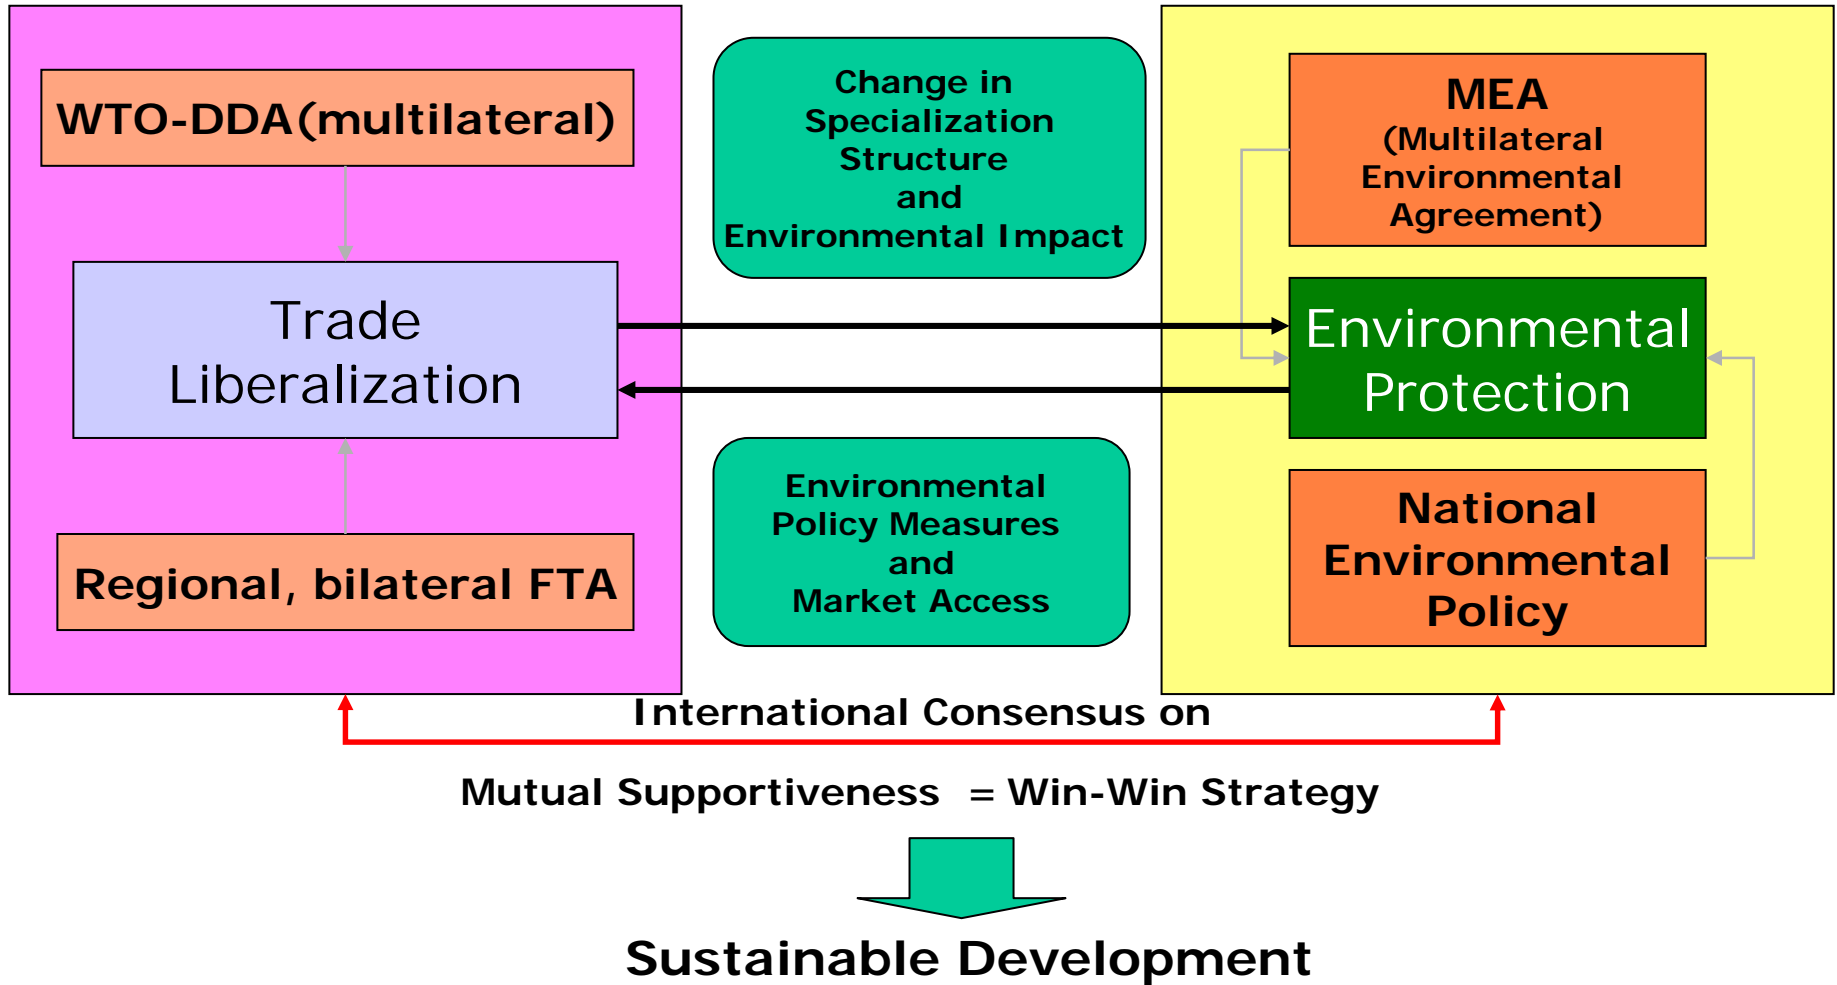 WTO-DDA(multilateral)
Trade
Liberalization
Regional, bilateral FTA
Change in
Specialization
Structure
and
Environmental Impact
Environmental
Policy Measures
and
Market Access
MEA
(Multilateral
Environmental
Agreement)
Environmental
Protection
National
Environmental
Policy
International Consensus on
Mutual Supportiveness = Win-Win Strategy
Sustainable Development